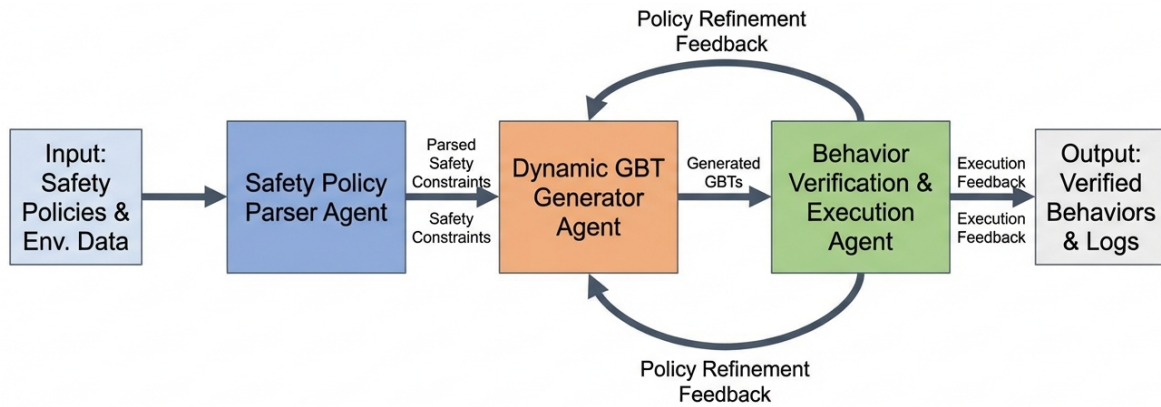 Policy Refinement
Feedback
Input:
Safety
Policies &
Env. Data
Safety Policy
Parser Agent
Parsed
Safety
Constraints
Safety
Constraints
Dynamic GBT
Generator
Agent
Generated
GBTs
Behavior
Verification &
Execution
Agent
Execution
Feedback
Execution
Feedback
Output:
Verified
Behaviors
& Logs
Policy Refinement
Feedback